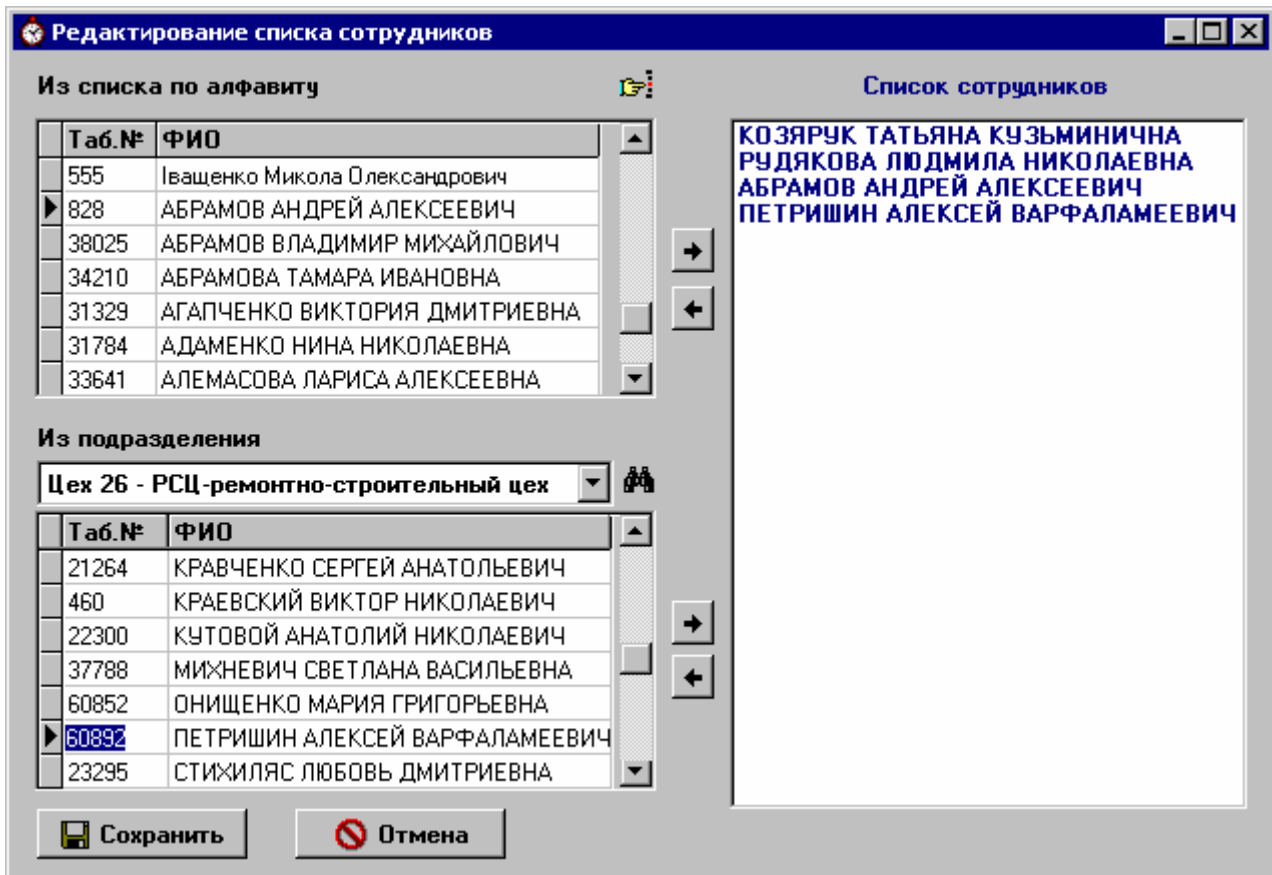 Редактирование списка сотрудников
Из списка по алфавиту
Таб.№ ФИО
555 Іващенко Микола Олександрович
828 АБРАМОВ АНДРЕЙ АЛЕКСЕЕВИЧ
38025 АБРАМОВ ВЛАДИМИР МИХАЙЛОВИЧ
34210 АБРАМОВА ТАМАРА ИВАНОВНА
31329 АГАПЧЕНКО ВИКТОРИЯ ДМИТРИЕВНА
31784 АДАМЕНКО НИНА НИКОЛАЕВНА
33641 АЛЕМАСОВА ЛАРИСА АЛЕКСЕЕВНА
Из подразделения
Цех 26 - РСЦ-ремонтно-строительный цех
Таб.№ ФИО
21264 КРАВЧЕНКО СЕРГЕЙ АНАТОЛЬЕВИЧ
460 КРАЕВСКИЙ ВИКТОР НИКОЛАЕВИЧ
22300 КУТОВОЙ АНАТОЛИЙ НИКОЛАЕВИЧ
37788 МИХНЕВИЧ СВЕТЛАНА ВАСИЛЬЕВНА
60852 ОНИЩЕНКО МАРИЯ ГРИГОРЬЕВНА
60892 ПЕТРИШИН АЛЕКСЕЙ ВАРФАЛАМЕЕВИЧ
23295 СТИХИЛЯС ЛЮБОВЬ ДМИТРИЕВНА
Сохранить
Отмена
Список сотрудников
КОЗЯРУК ТАТЬЯНА КУЗЬМИНИЧНА
РУДЯКОВА ЛЮДМИЛА НИКОЛАЕВНА
АБРАМОВ АНДРЕЙ АЛЕКСЕЕВИЧ
ПЕТРИШИН АЛЕКСЕЙ ВАРФАЛАМЕЕВИЧ